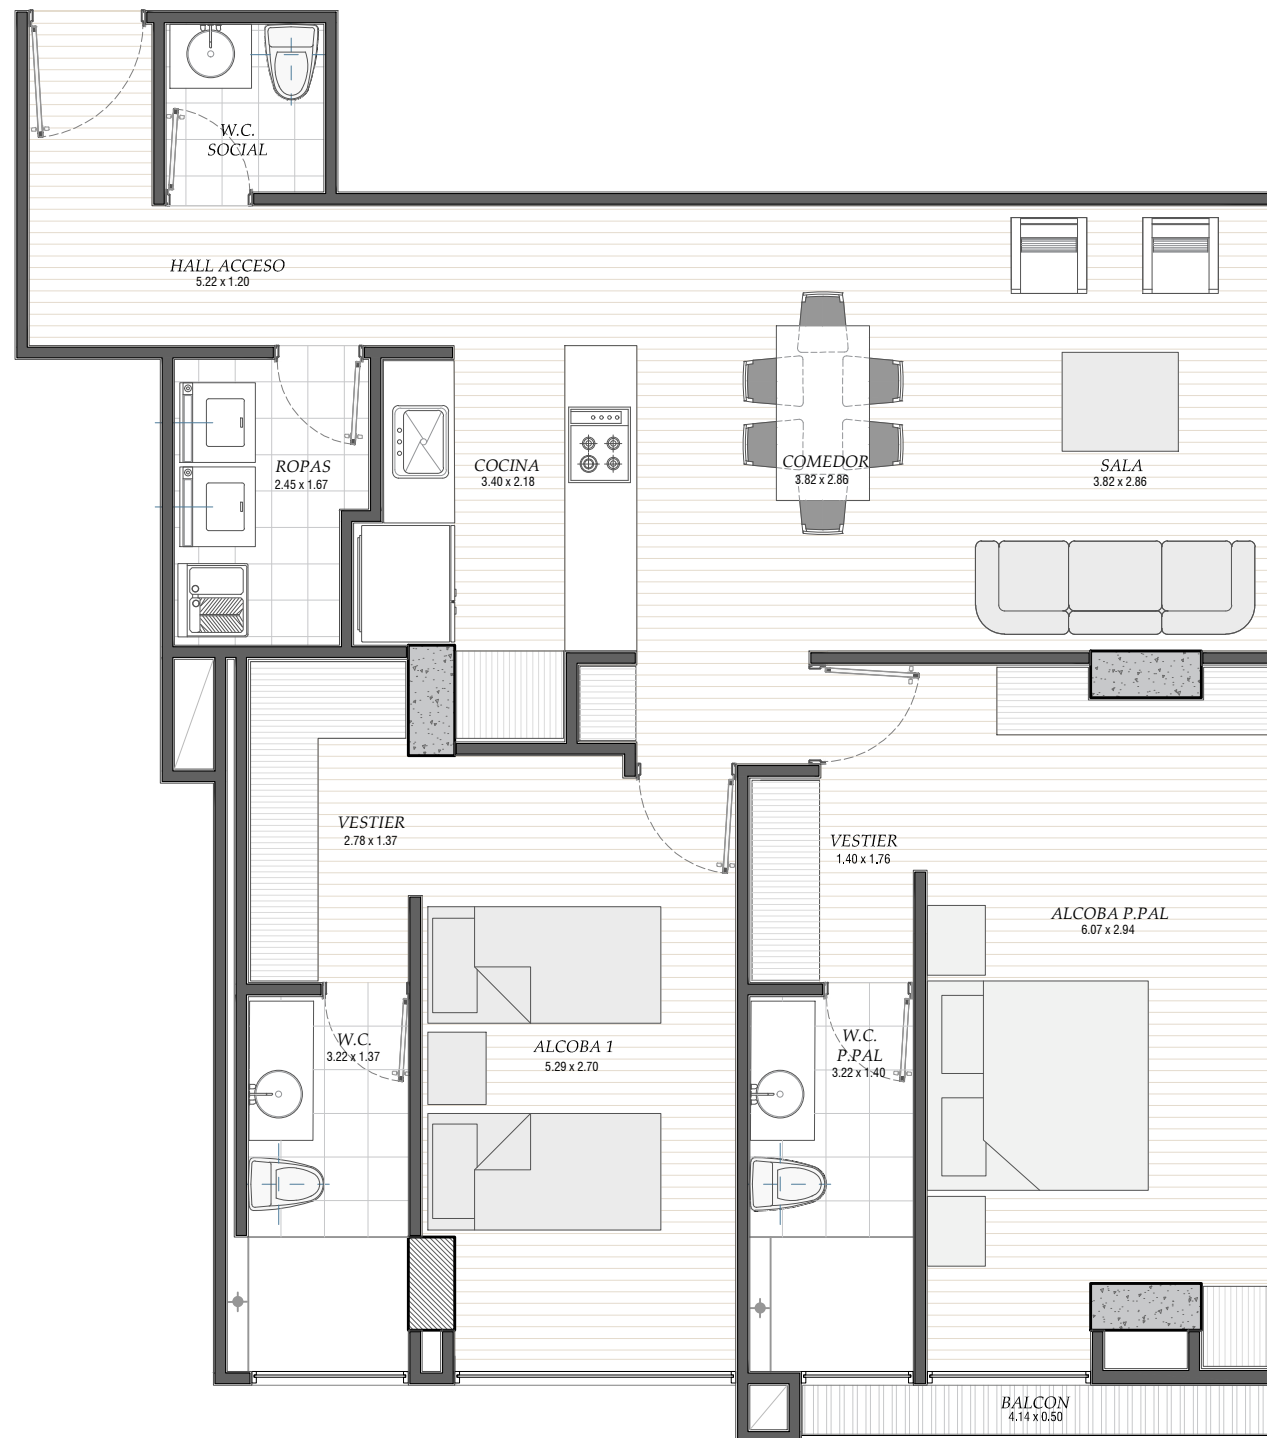 W.C.
SOCIAL
HALL ACCESO
5.22 x 1.20
ROPAS
2.45 x 1.67
COCINA
3.40 x 2.18
COMEDOR
3.82 x 2.86
SALA
3.82 x 2.86
VESTIER
2.78 x 1.37
VESTIER
1.40 x 1.76
ALCOBA P.PAL
6.07 x 2.94
W.C.
3.22 x 1.37
ALCOBA 1
5.29 x 2.70
W.C.
P.PAL
3.22 x 1.40
BALCON
4.14 x 0.50